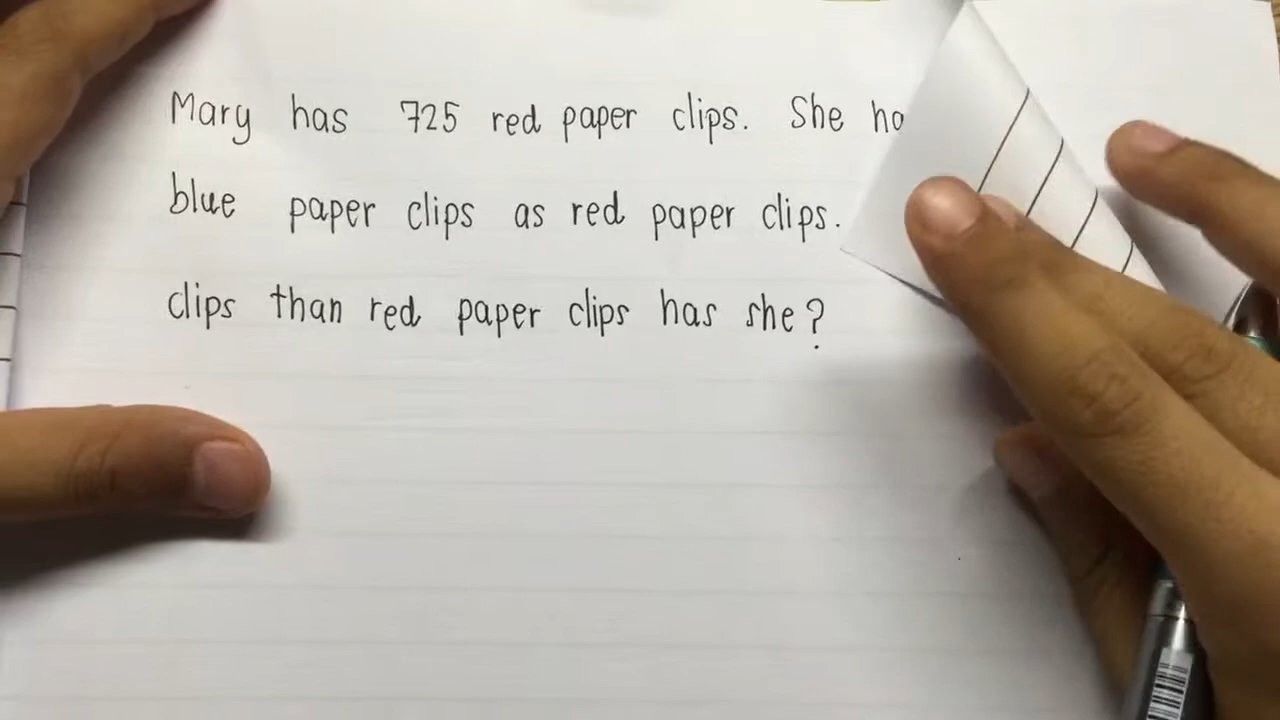 Mary has 725 red paper clips. She
blue paper clips as red paper clips.
clips than red paper clips has she?